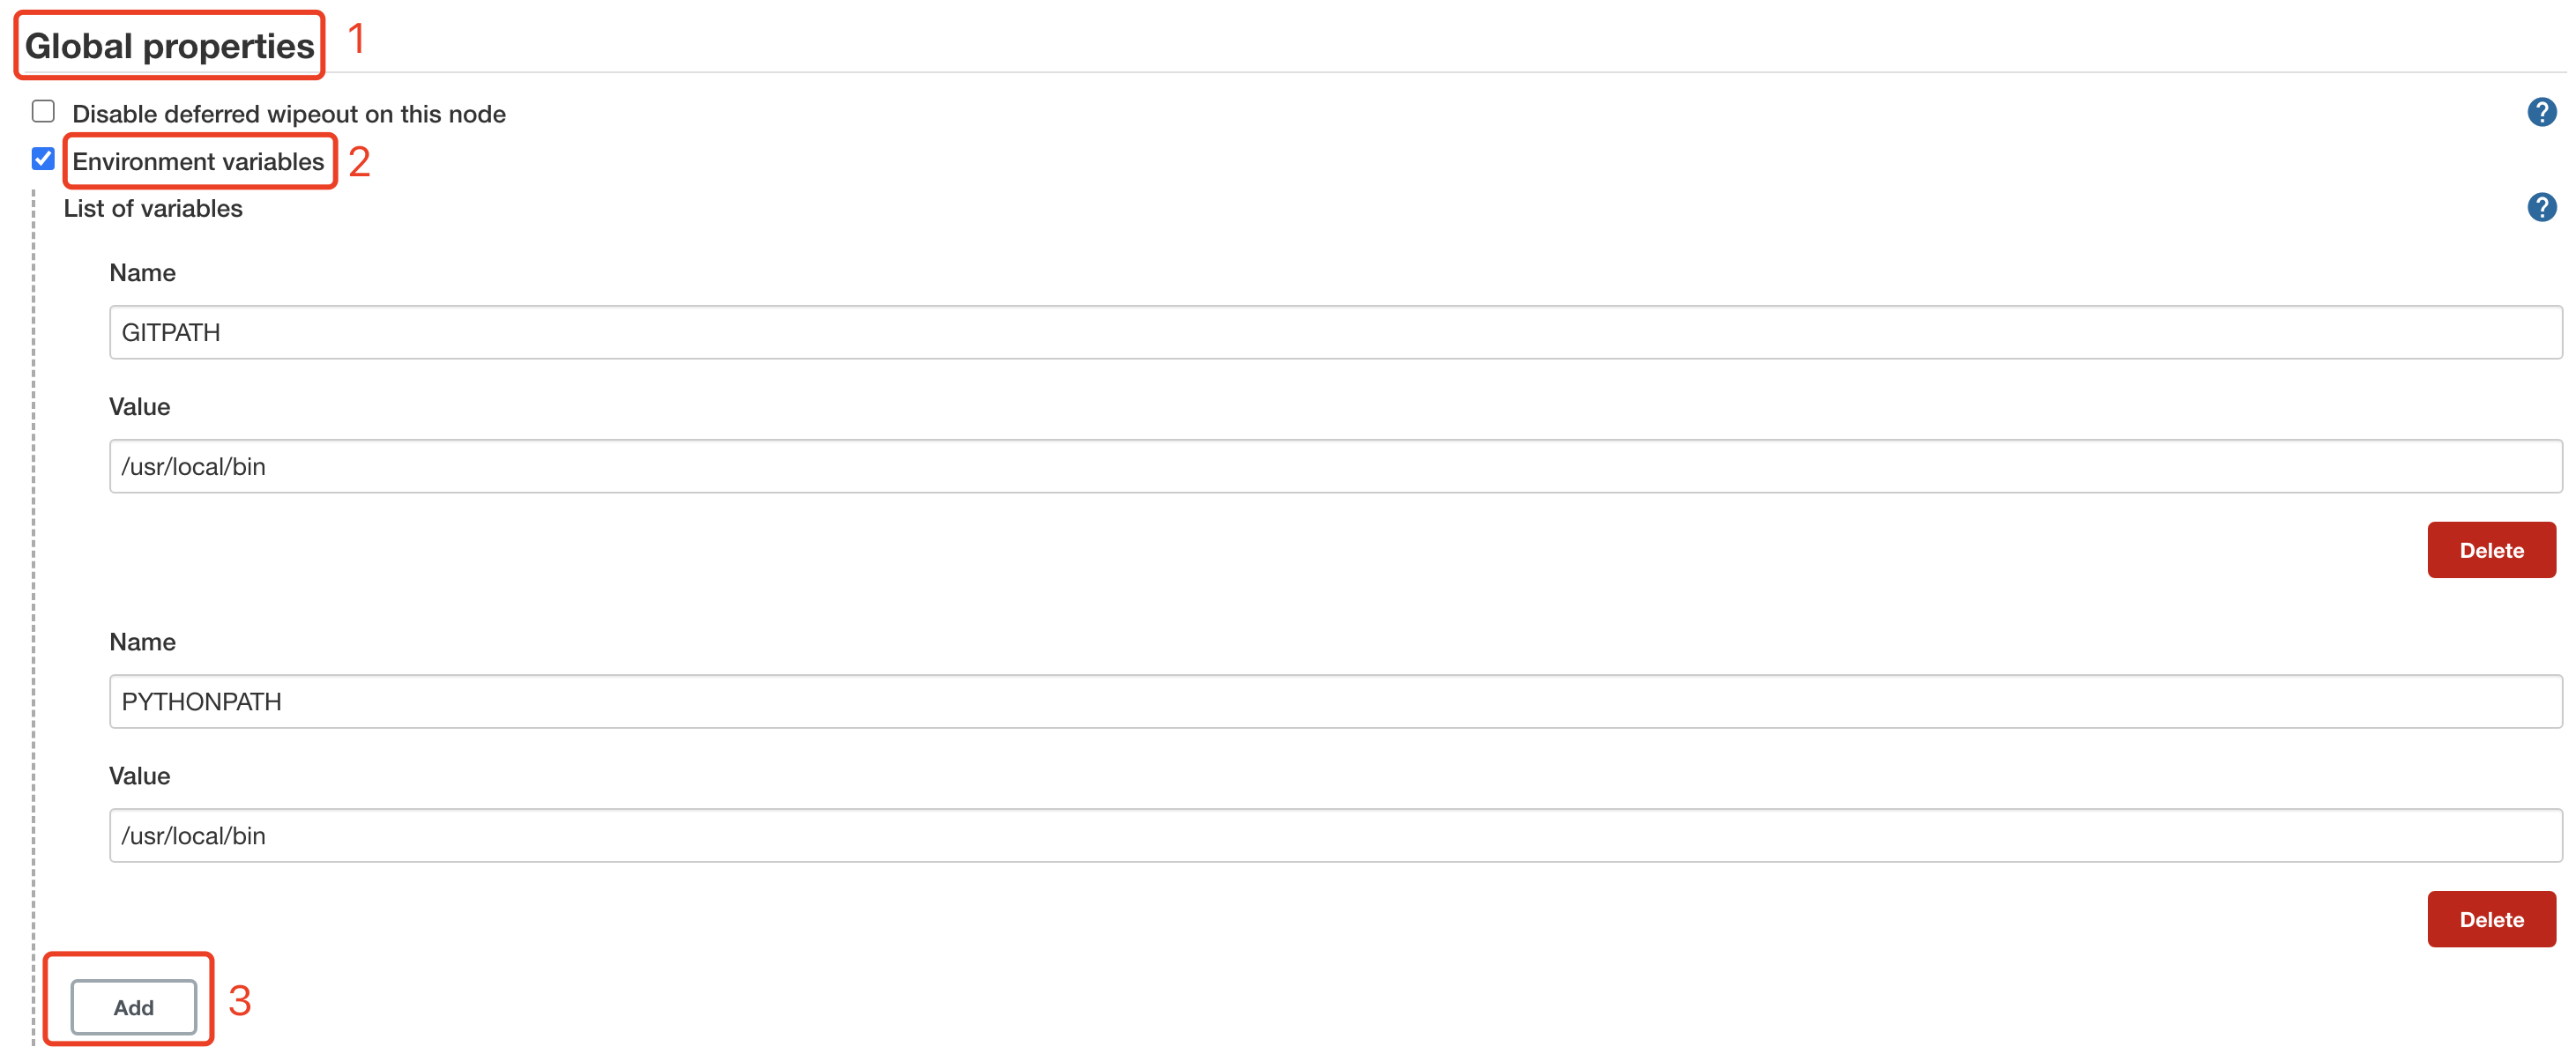 Global properties 1
Disable deferred wipeout on this node ?
Environment variables 2
List of variables ?
Name
GITPATH
Value
/usr/local/bin
Delete
Name
PYTHONPATH
Value
/usr/local/bin
Delete
Add 3